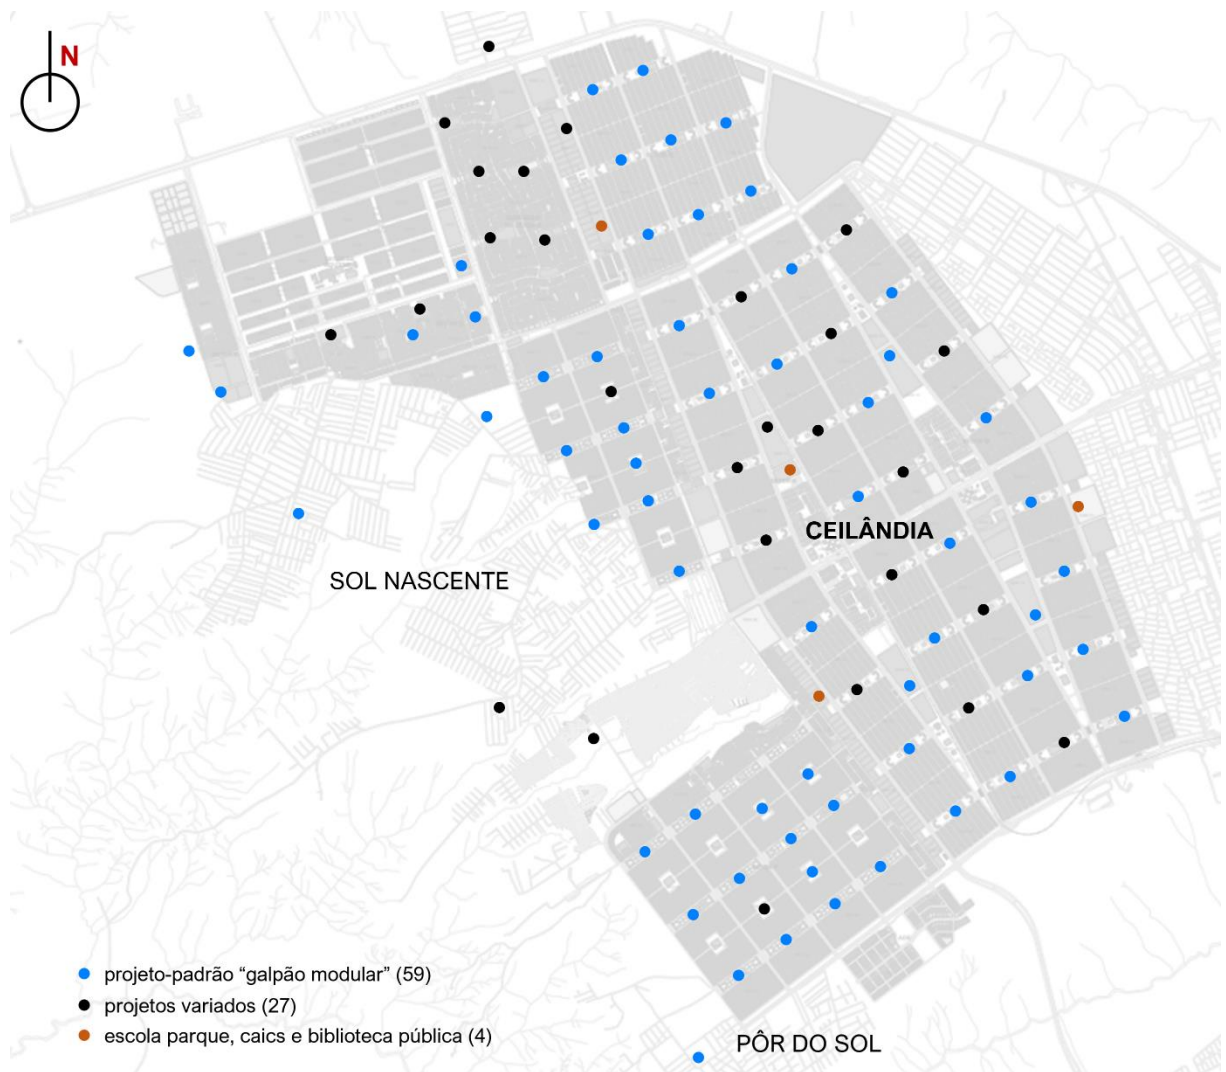 N
CEILÂNDIA
SOL NASCENTE
projeto-padrão “galpão modular” (59)
projetos variados (27)
escola parque, caics e biblioteca pública (4)
PÔR DO SOL